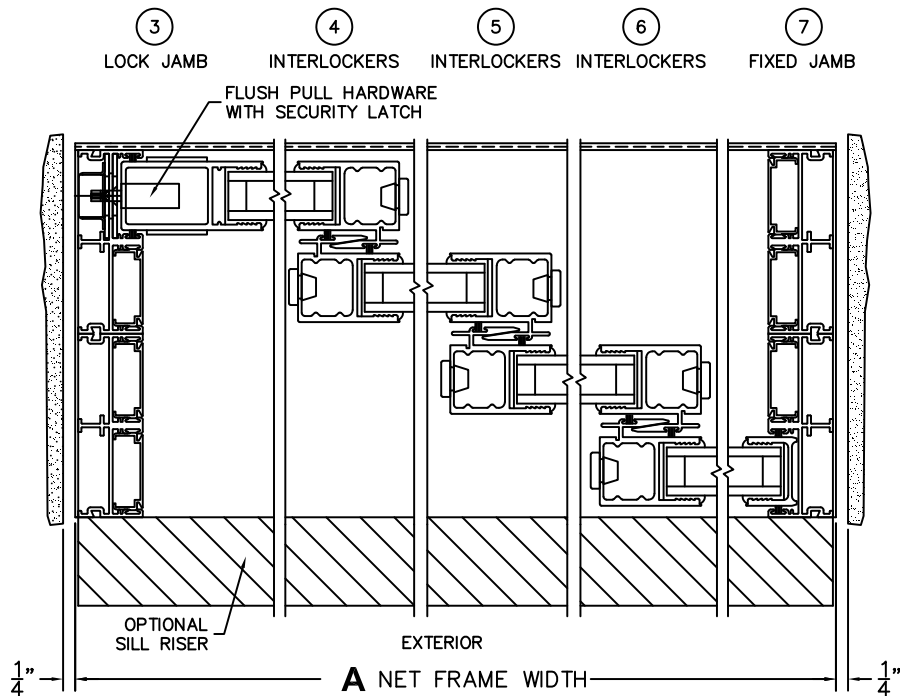 3 4 5 6 7
LOCK JAMB INTERLOCKERS INTERLOCKERS INTERLOCKERS FIXED JAMB
FLUSH PULL HARDWARE
WITH SECURITY LATCH
OPTIONAL
SILL RISER
EXTERIOR
1/4" A NET FRAME WIDTH 1/4"